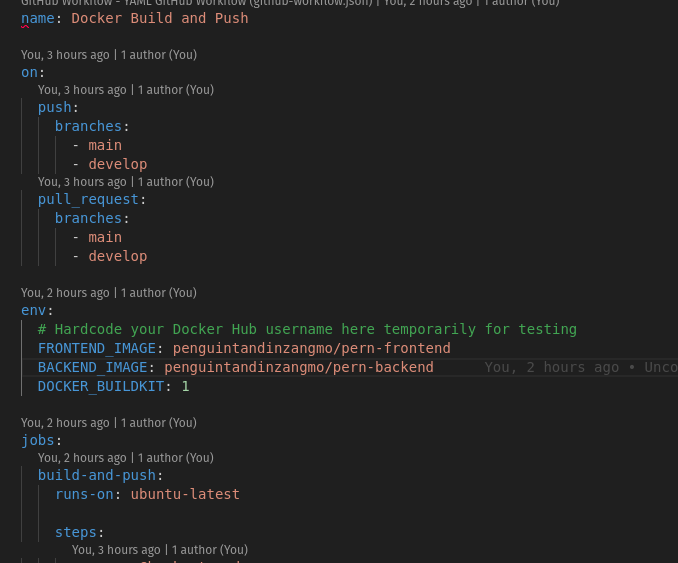 GitHub Workflow - YAML GitHub Workflow (github-workflow.json) | You, 2 hours ago | 1 author (You)
name: Docker Build and Push
You, 3 hours ago | 1 author (You)
on:
You, 3 hours ago | 1 author (You)
push:
branches:
- main
- develop
You, 3 hours ago | 1 author (You)
pull_request:
branches:
- main
- develop
You, 2 hours ago | 1 author (You)
env:
# Hardcode your Docker Hub username here temporarily for testing
FRONTEND_IMAGE: penguintandinzangmo/pern-frontend
BACKEND_IMAGE: penguintandinzangmo/pern-backend You, 2 hours ago • Unco
DOCKER_BUILDKIT: 1
You, 2 hours ago | 1 author (You)
jobs:
You, 2 hours ago | 1 author (You)
build-and-push:
runs-on: ubuntu-latest
steps:
You, 3 hours ago | 1 author (You)